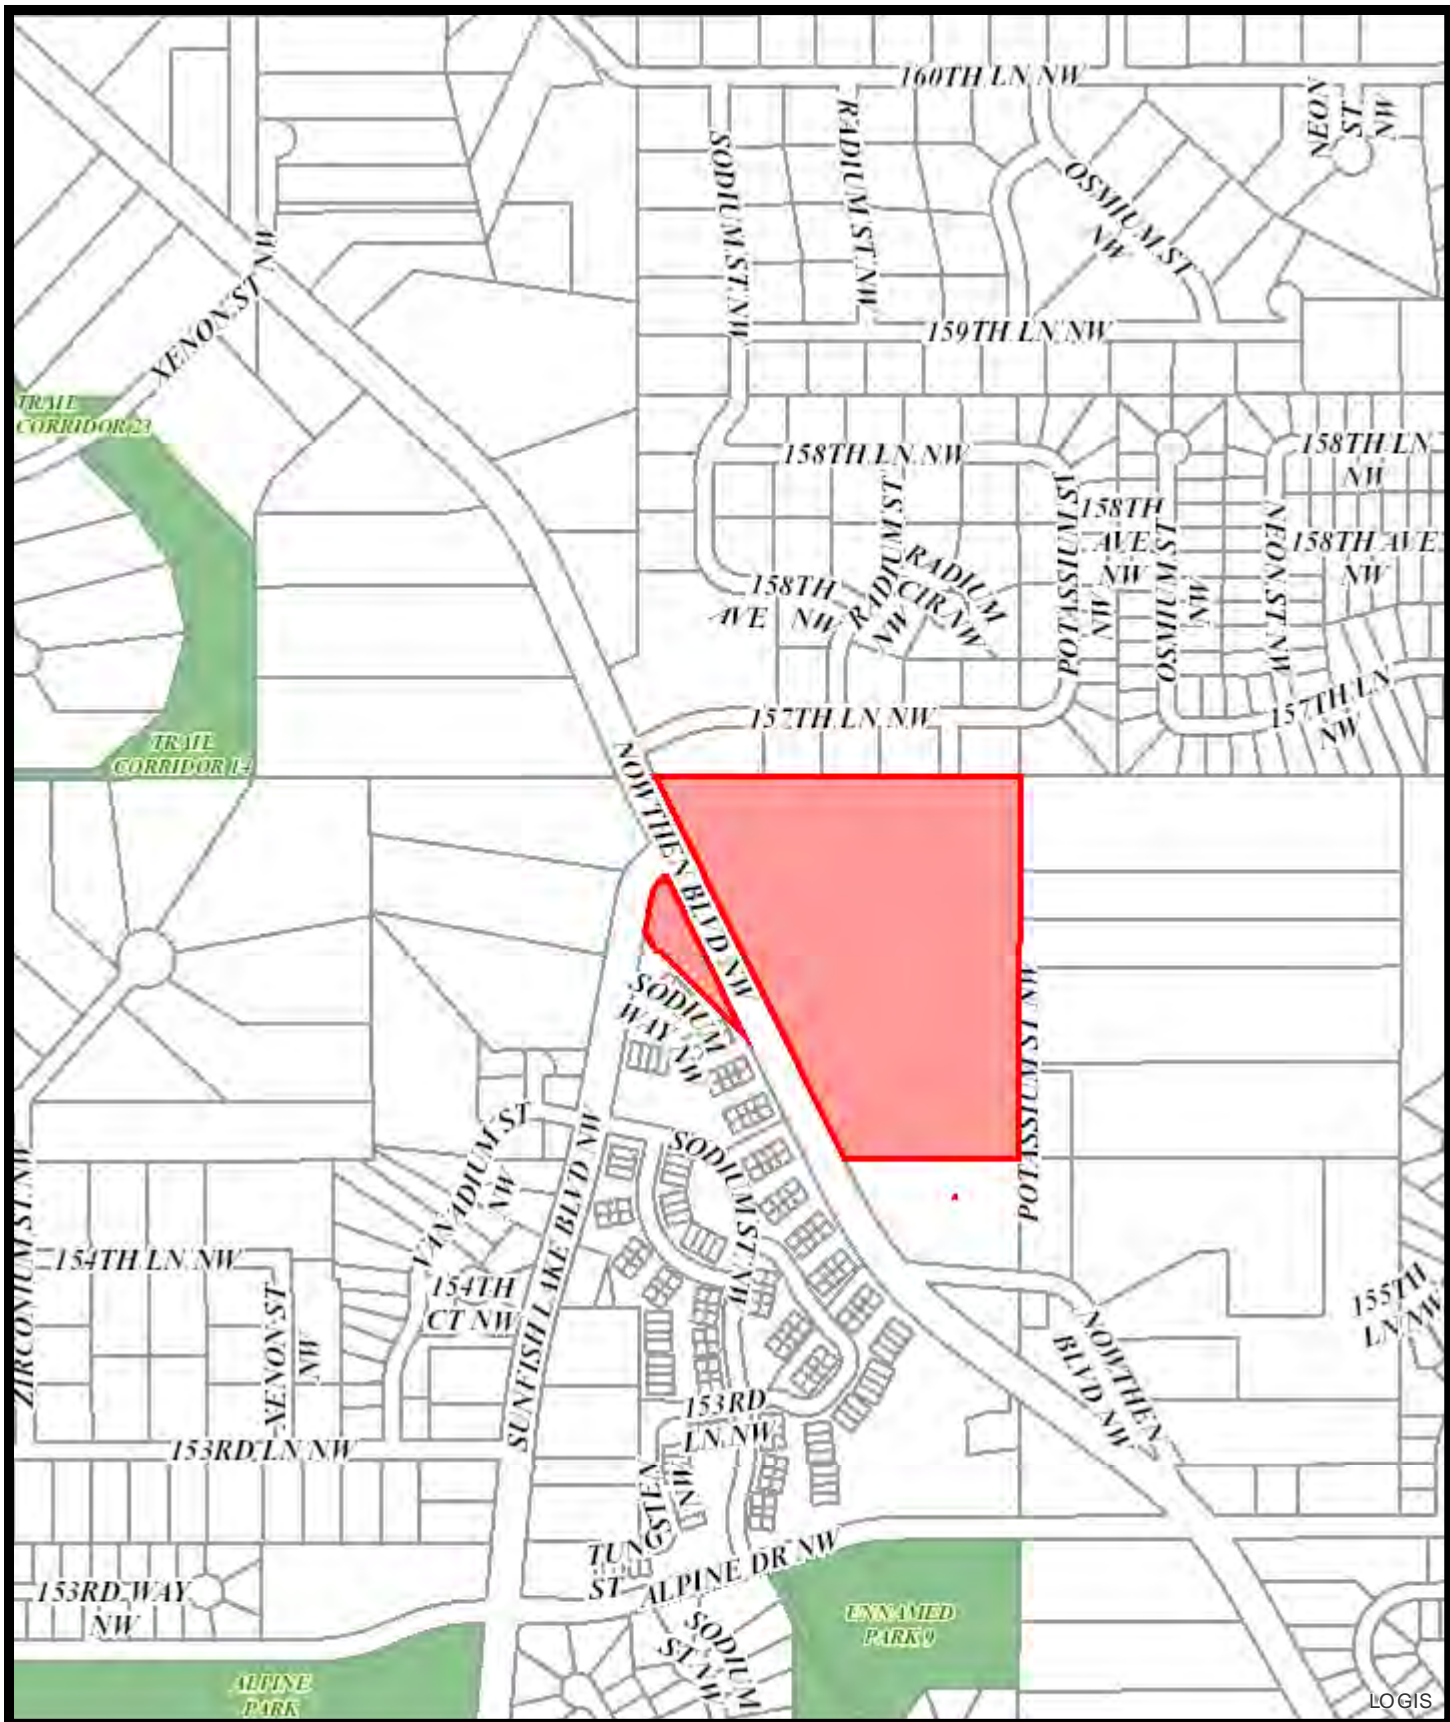 160TH LN NW
NEON
ST
NW
SODIUM ST NW
RADIUM ST NW
OSMIUM ST
NW
XENON ST NW
159TH LN NW
TRAIL
CORRIDOR 23
158TH LN NW
158TH LN
NW
RADIUM ST
NW
POTASSIUM ST
NW
158TH
AVE
NW
OSMIUM ST
NW
NEON ST NW
158TH AVE
NW
RADIUM
CIR NW
158TH
AVE NW
157TH LN NW
157TH LN
NW
TRAIL
CORRIDOR 14
NOWTHEN BLVD NW
SODIUM
WAY NW
POTASSIUM ST NW
VANADIUM ST
NW
SUNFISH LAKE BLVD NW
SODIUM ST NW
ZIRCONIUM ST NW
154TH LN NW
XENON ST
NW
154TH
CT NW
155TH
LN NW
NOWTHEN
BLVD NW
153RD
LN NW
153RD LN NW
TUNGSTEN
ST NW
ALPINE DR NW
153RD WAY
NW
SODIUM
ST NW
UNNAMED
PARK 9
ALPINE
PARK
LOGIS